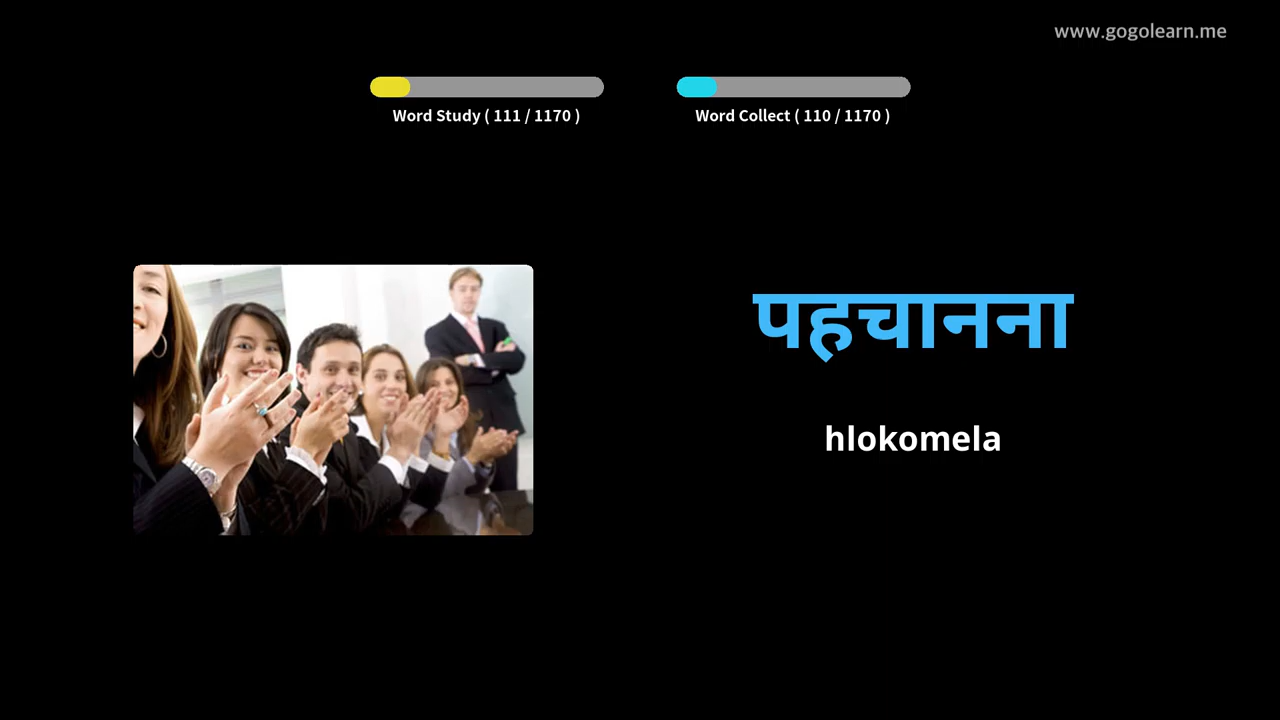 www.gogolearn.me
Word Study ( 111 / 1170 )
Word Collect ( 110 / 1170 )
पहचानना
hlokomela